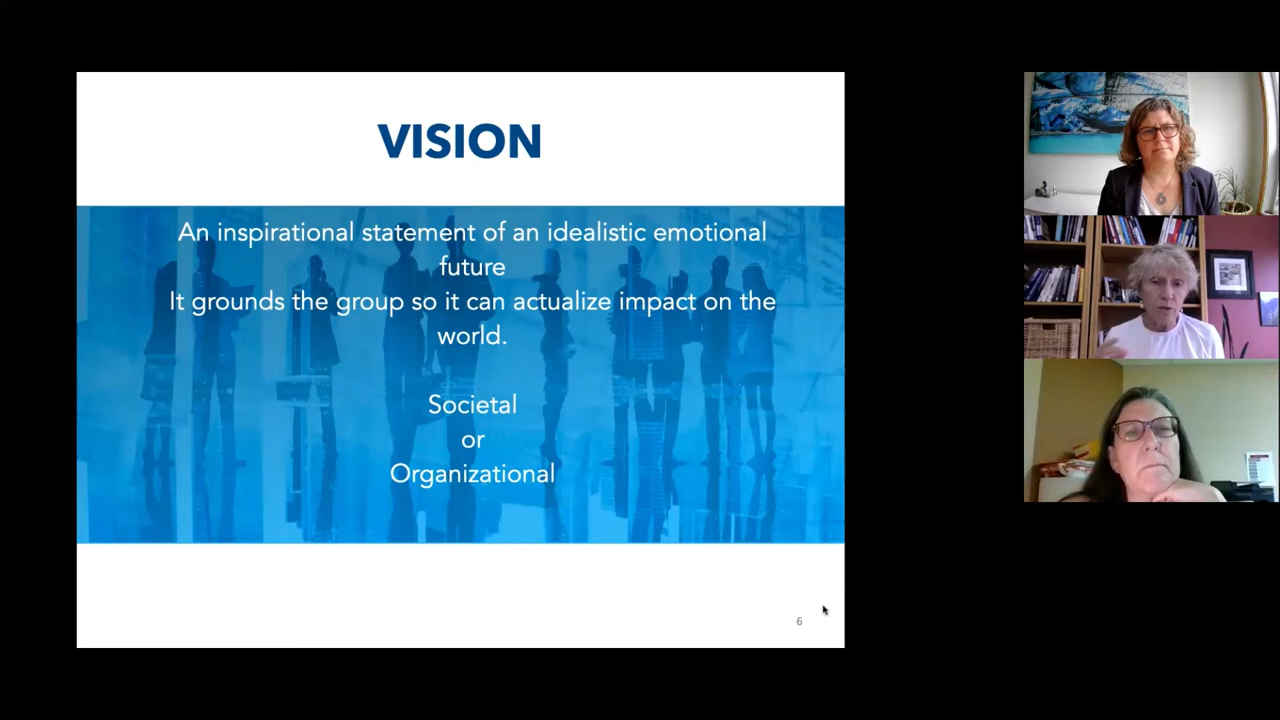 VISION
An inspirational statement of an idealistic emotional
future
It grounds the group so it can actualize impact on the
world.
Societal
or
Organizational
6